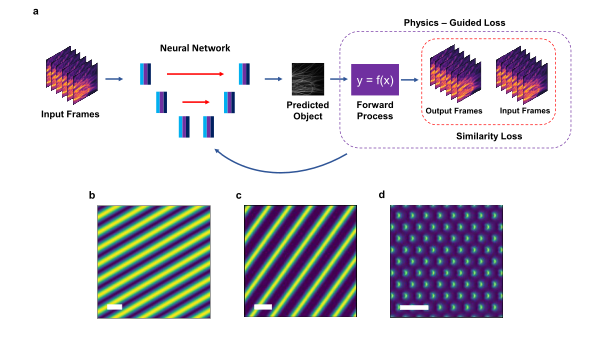 a
Physics – Guided Loss
Neural Network
y = f(x)
Input Frames
Predicted
Object
Forward
Process
Output Frames
Input Frames
Similarity Loss
b
c
d